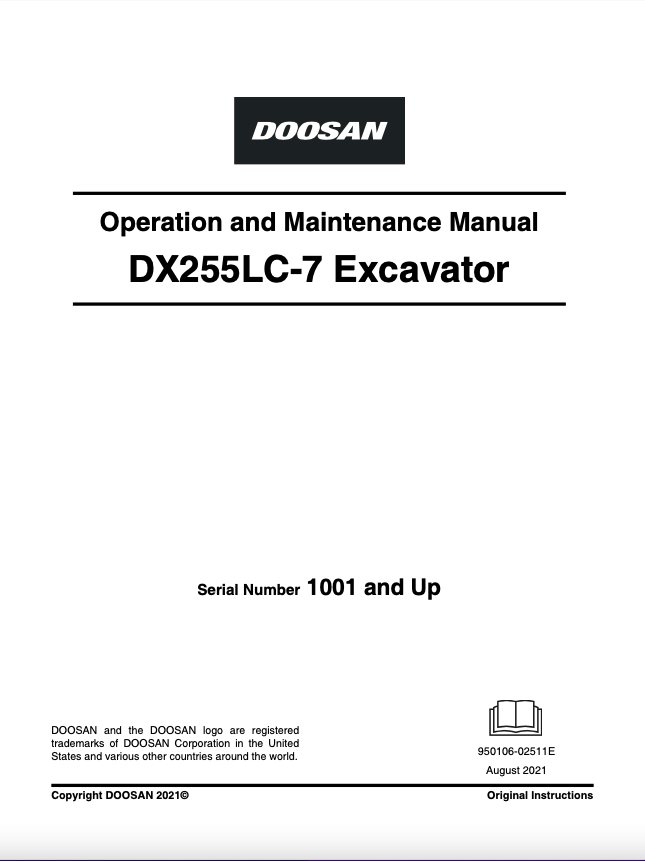 DOOSAN
Operation and Maintenance Manual
DX255LC-7 Excavator
Serial Number 1001 and Up
DOOSAN and the DOOSAN logo are registered
trademarks of DOOSAN Corporation in the United
States and various other countries around the world.
950106-02511E
August 2021
Copyright DOOSAN 2021©
Original Instructions